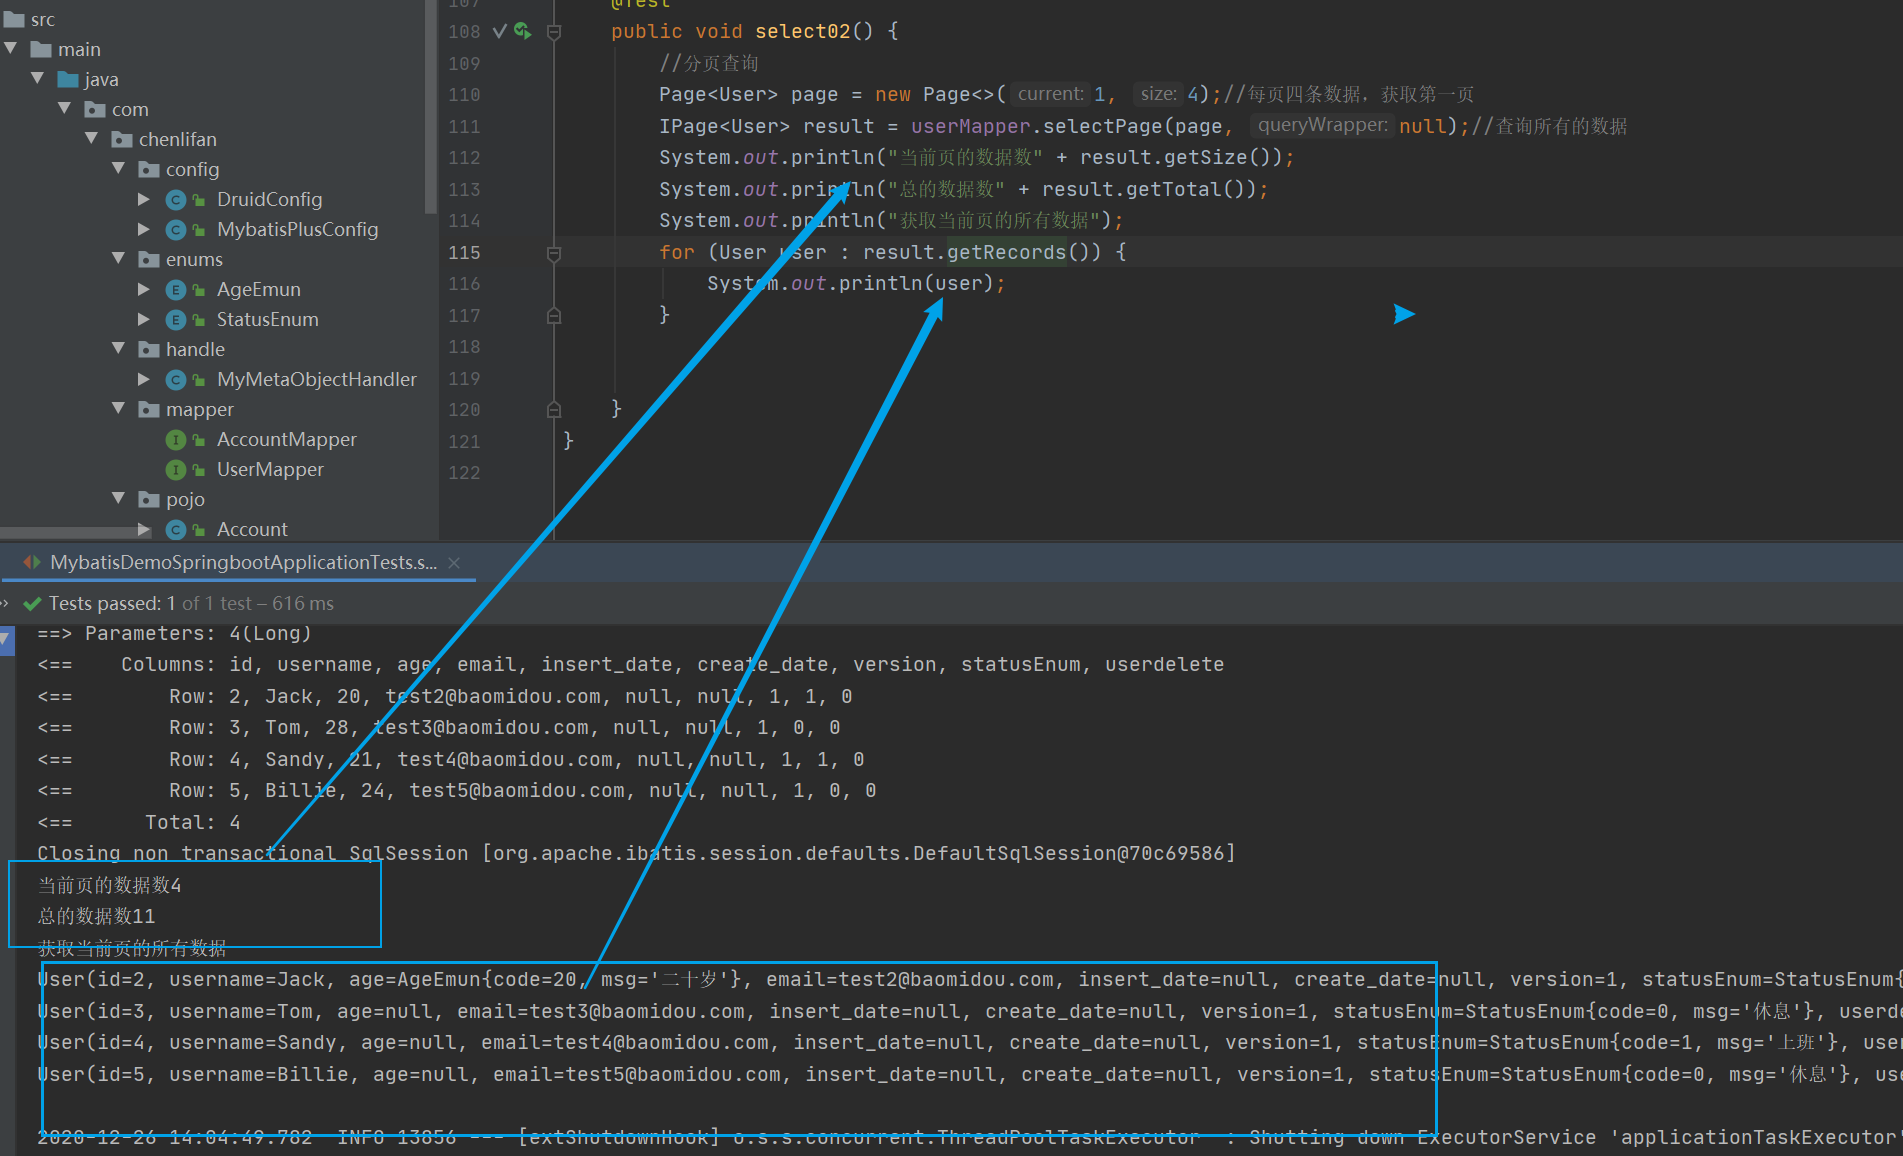 src
main
java
com
chenlifan
config
DruidConfig
MybatisPlusConfig
enums
AgeEmun
StatusEnum
handle
MyMetaObjectHandler
mapper
AccountMapper
UserMapper
pojo
Account
107 @Test
108 public void select02() {
109 //分页查询
110 Page<User> page = new Page<>( current: 1, size: 4);//每页四条数据，获取第一页
111 IPage<User> result = userMapper.selectPage(page, queryWrapper: null);//查询所有的数据
112 System.out.println("当前页的数据数" + result.getSize());
113 System.out.println("总的数据数" + result.getTotal());
114 System.out.println("获取当前页的所有数据");
115 for (User user : result.getRecords()) {
116 System.out.println(user);
117 }
118
119
120 }
121 }
122
MybatisDemoSpringbootApplicationTests.s...
Tests passed: 1 of 1 test – 616 ms
==> Parameters: 4(Long)
<== Columns: id, username, age, email, insert_date, create_date, version, statusEnum, userdelete
<== Row: 2, Jack, 20, test2@baomidou.com, null, null, 1, 1, 0
<== Row: 3, Tom, 28, test3@baomidou.com, null, null, 1, 0, 0
<== Row: 4, Sandy, 21, test4@baomidou.com, null, null, 1, 1, 0
<== Row: 5, Billie, 24, test5@baomidou.com, null, null, 1, 0, 0
<== Total: 4
Closing non transactional SqlSession [org.apache.ibatis.session.defaults.DefaultSqlSession@70c69586]
当前页的数据数4
总的数据数11
获取当前页的所有数据
User(id=2, username=Jack, age=AgeEmun{code=20, msg='二十岁'}, email=test2@baomidou.com, insert_date=null, create_date=null, version=1, statusEnum=StatusEnum{
User(id=3, username=Tom, age=null, email=test3@baomidou.com, insert_date=null, create_date=null, version=1, statusEnum=StatusEnum{code=0, msg='休息'}, userde
User(id=4, username=Sandy, age=null, email=test4@baomidou.com, insert_date=null, create_date=null, version=1, statusEnum=StatusEnum{code=1, msg='上班'}, user
User(id=5, username=Billie, age=null, email=test5@baomidou.com, insert_date=null, create_date=null, version=1, statusEnum=StatusEnum{code=0, msg='休息'}, use
2020-12-26 14:04:49.782 INFO 13856 --- [extShutdownHook] o.s.s.concurrent.ThreadPoolTaskExecutor : Shutting down ExecutorService 'applicationTaskExecutor'